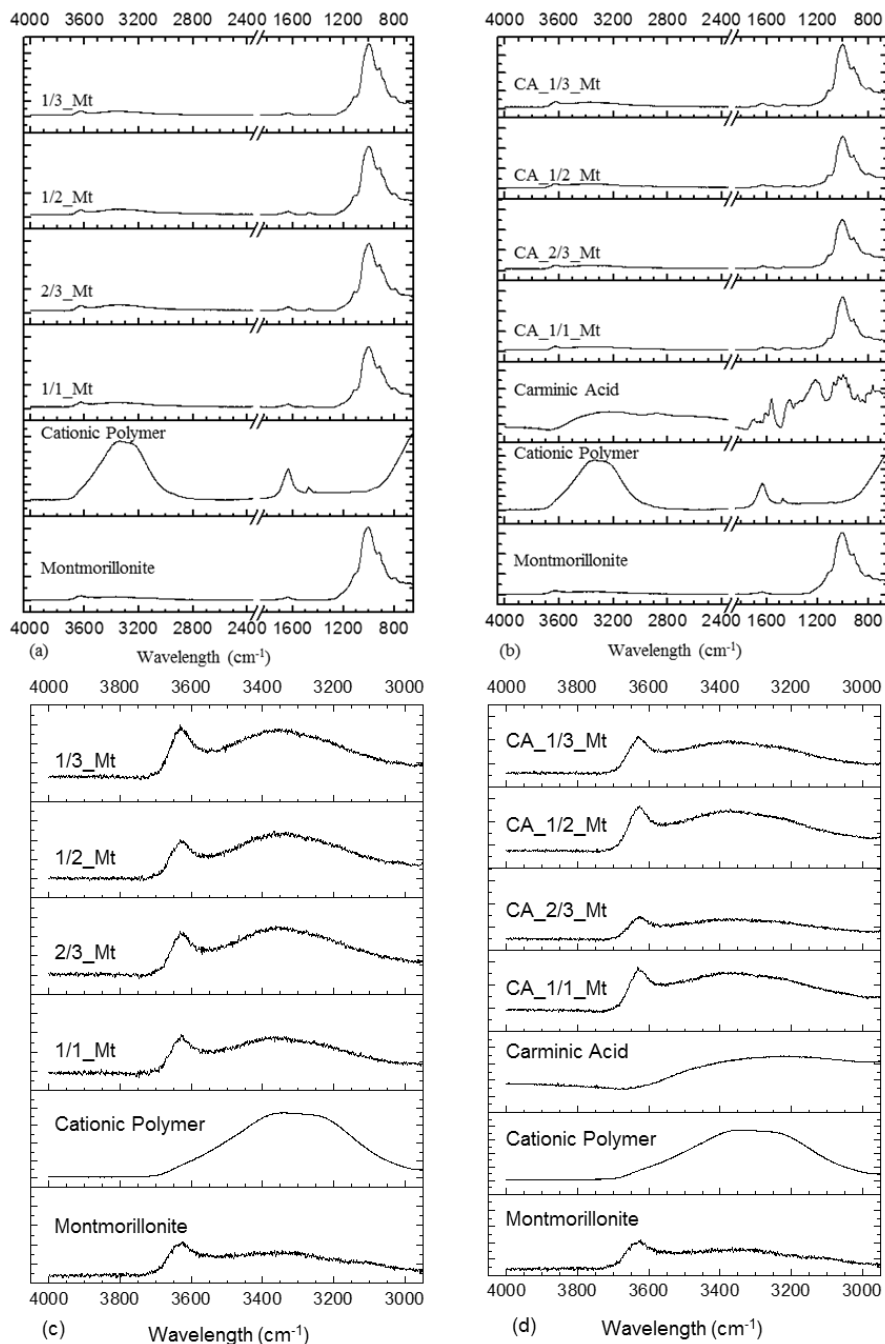 4000 3600 3200 2800 2400 1600 1200 800
1/3_Mt
1/2_Mt
2/3_Mt
1/1_Mt
Cationic Polymer
Montmorillonite
4000 3600 3200 2800 2400 1600 1200 800
(a)
Wavelength (cm-1)
4000 3600 3200 2800 2400 1600 1200 800
CA_1/3_Mt
CA_1/2_Mt
CA_2/3_Mt
CA_1/1_Mt
Carminic Acid
Cationic Polymer
Montmorillonite
4000 3600 3200 2800 2400 1600 1200 800
Wavelength (cm-1)
(b)
4000 3800 3600 3400 3200 3000
1/3_Mt
1/2_Mt
2/3_Mt
1/1_Mt
Cationic Polymer
Montmorillonite
4000 3800 3600 3400 3200 3000
(c)
Wavelength (cm-1)
4000 3800 3600 3400 3200 3000
CA_1/3_Mt
CA_1/2_Mt
CA_2/3_Mt
CA_1/1_Mt
Carminic Acid
Cationic Polymer
Montmorillonite
4000 3800 3600 3400 3200 3000
(d)
Wavelength (cm-1)